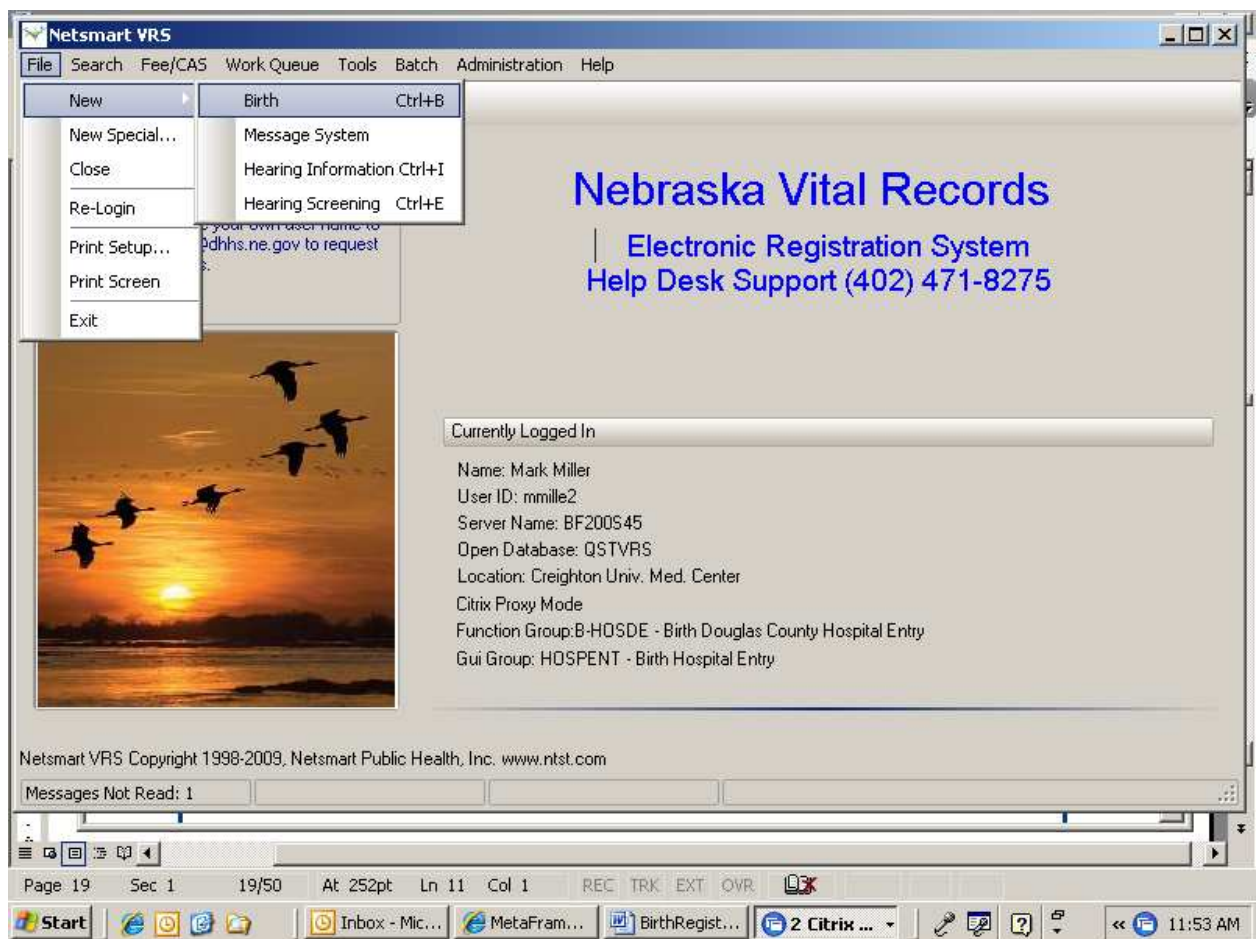 Netsmart VRS
File Search Fee/CAS Work Queue Tools Batch Administration Help
New
New Special...
Close
Re-Login
Print Setup...
Print Screen
Exit
Birth Ctrl+B
Message System
Hearing Information Ctrl+I
Hearing Screening Ctrl+E
dhhs.ne.gov to request
s.
Nebraska Vital Records
Electronic Registration System
Help Desk Support (402) 471-8275
Currently Logged In
Name: Mark Miller
User ID: mmille2
Server Name: BF200S45
Open Database: QSTVRS
Location: Creighton Univ. Med. Center
Citrix Proxy Mode
Function Group:B-HOSDE - Birth Douglas County Hospital Entry
Gui Group: HOSPENT - Birth Hospital Entry
Netsmart VRS Copyright 1998-2009, Netsmart Public Health, Inc. www.ntst.com
Messages Not Read: 1
Page 19 Sec 1 19/50 At 252pt Ln 11 Col 1 REC TRK EXT OVR
Start Inbox - Mic... MetaFram... BirthRegist... 2 Citrix ... « 11:53 AM